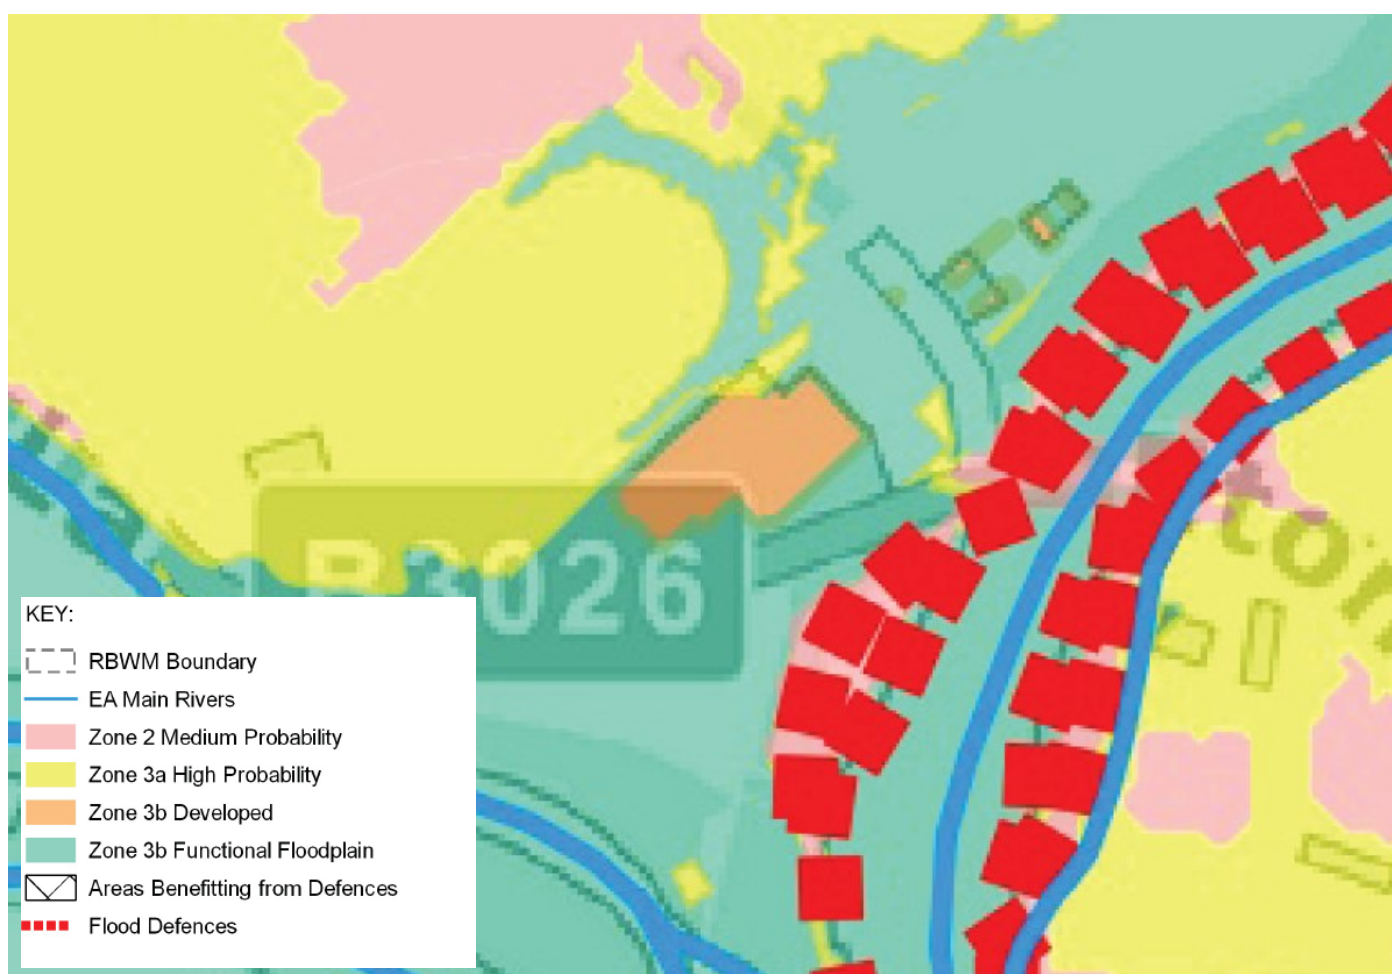 B3026
ton
KEY:
RBWM Boundary
EA Main Rivers
Zone 2 Medium Probability
Zone 3a High Probability
Zone 3b Developed
Zone 3b Functional Floodplain
Areas Benefitting from Defences
Flood Defences